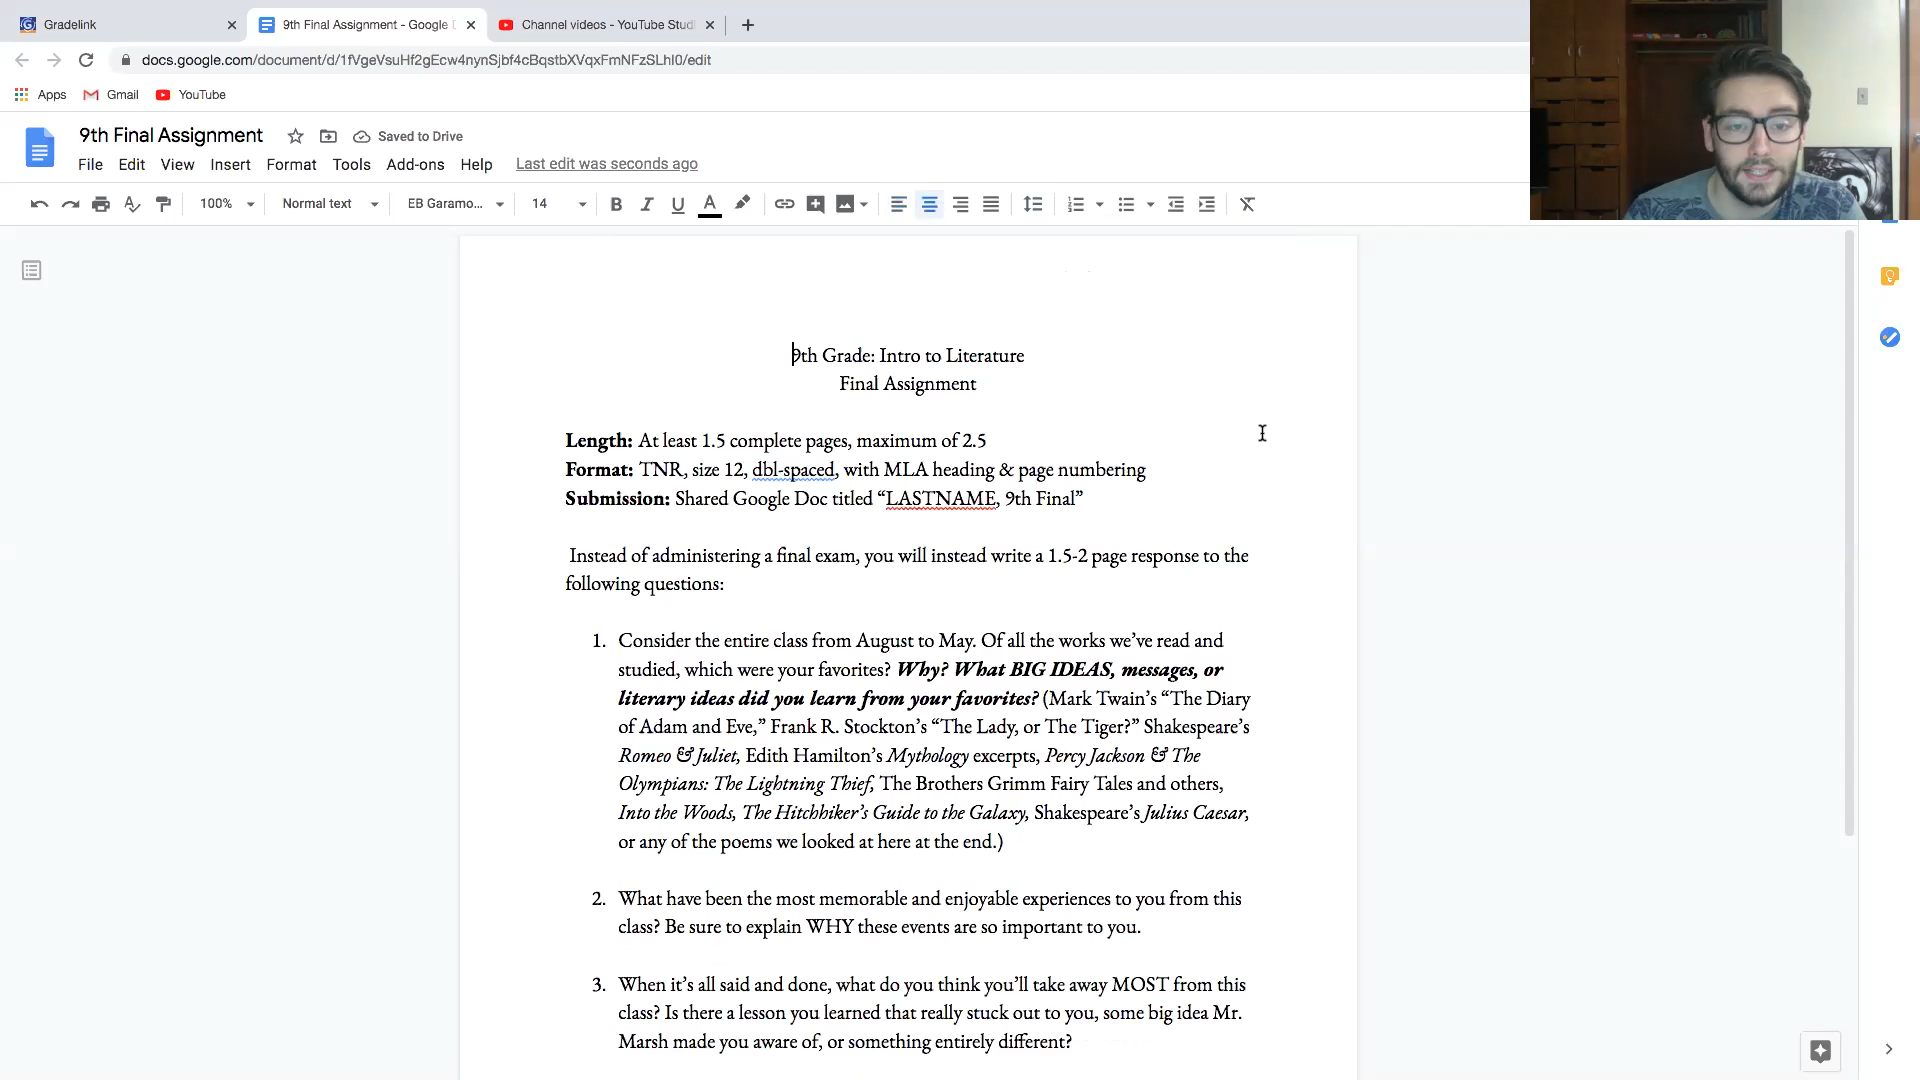 Gradelink
9th Final Assignment - Google D
Channel videos - YouTube Studi
docs.google.com/document/d/1fVgeVsuHf2gEcw4nynSjbf4cBqstbXVqxFmNFzSLhI0/edit
Apps Gmail YouTube
9th Final Assignment Saved to Drive
File Edit View Insert Format Tools Add-ons Help Last edit was seconds ago
100% Normal text EB Garamo... 14 B I U A
9th Grade: Intro to Literature
Final Assignment
Length: At least 1.5 complete pages, maximum of 2.5
Format: TNR, size 12, dbl-spaced, with MLA heading & page numbering
Submission: Shared Google Doc titled “LASTNAME, 9th Final”
Instead of administering a final exam, you will instead write a 1.5-2 page response to the
following questions:
1. Consider the entire class from August to May. Of all the works we’ve read and
studied, which were your favorites? Why? What BIG IDEAS, messages, or
literary ideas did you learn from your favorites? (Mark Twain’s “The Diary
of Adam and Eve,” Frank R. Stockton’s “The Lady, or The Tiger?” Shakespeare’s
Romeo & Juliet, Edith Hamilton’s Mythology excerpts, Percy Jackson & The
Olympians: The Lightning Thief, The Brothers Grimm Fairy Tales and others,
Into the Woods, The Hitchhiker’s Guide to the Galaxy, Shakespeare’s Julius Caesar,
or any of the poems we looked at here at the end.)
2. What have been the most memorable and enjoyable experiences to you from this
class? Be sure to explain WHY these events are so important to you.
3. When it’s all said and done, what do you think you’ll take away MOST from this
class? Is there a lesson you learned that really stuck out to you, some big idea Mr.
Marsh made you aware of, or something entirely different?